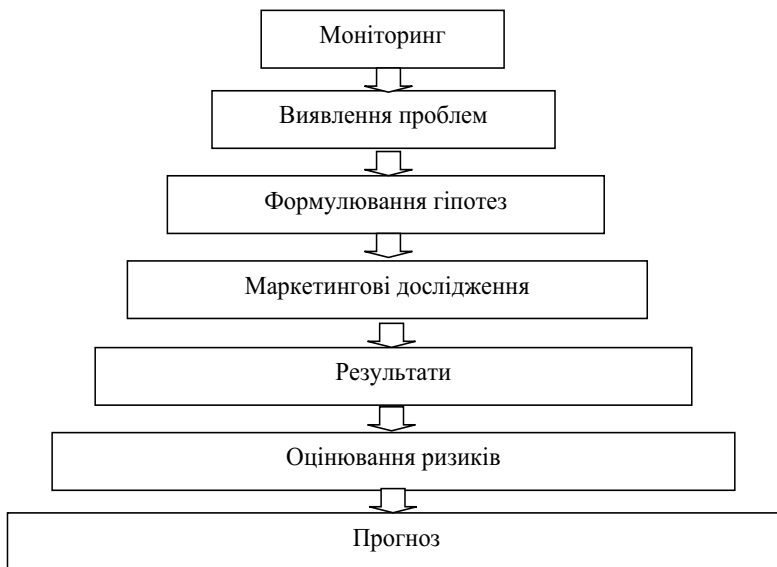 Моніторинг
Виявлення проблем
Формулювання гіпотез
Маркетингові дослідження
Результати
Оцінювання ризиків
Прогноз